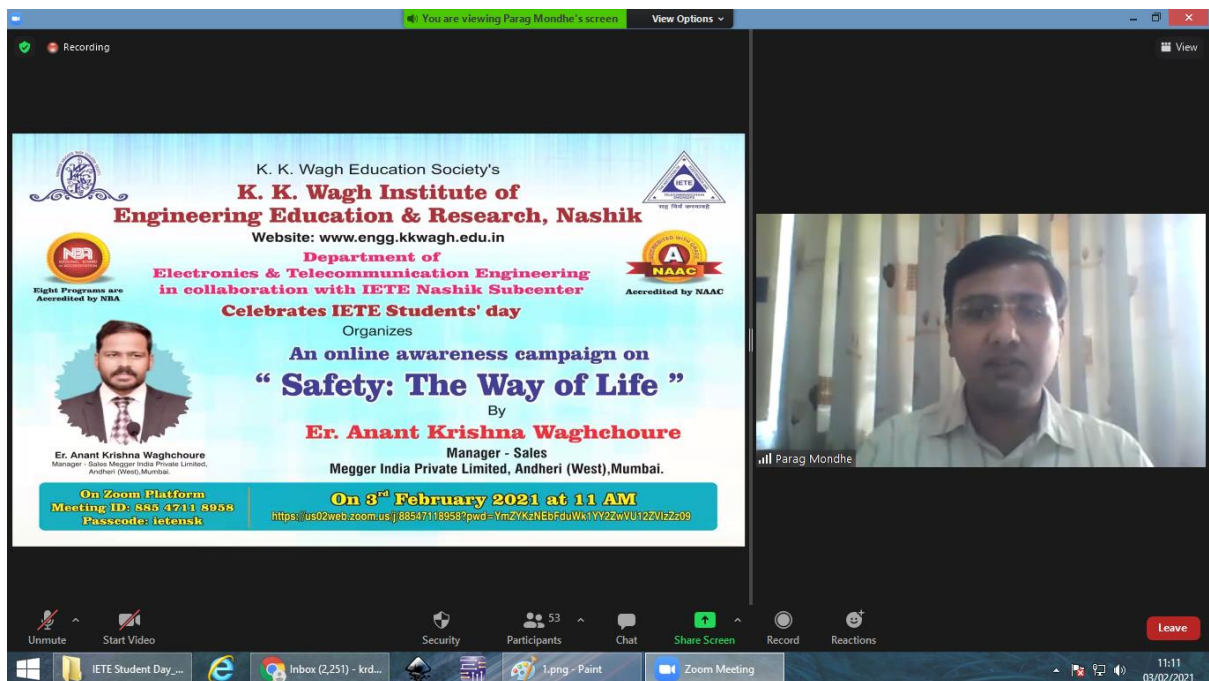 You are viewing Parag Mondhe's screen
View Options
Recording
View
K. K. Wagh Education Society's
K. K. Wagh Institute of
Engineering Education & Research, Nashik
Website: www.engg.kkwagh.edu.in
Department of
Electronics & Telecommunication Engineering
in collaboration with IETE Nashik Subcenter
Celebrates IETE Students' day
Organizes
An online awareness campaign on
“ Safety: The Way of Life ”
By
Er. Anant Krishna Waghchoure
Manager - Sales
Megger India Private Limited, Andheri (West),Mumbai.
IETE
NBA
Eight Programs are
Accredited by NBA
A
NAAC
Accredited by NAAC
Er. Anant Krishna Waghchoure
Manager - Sales Megger India Private Limited,
Andheri (West),Mumbai.
On Zoom Platform
Meeting ID: 885 4711 8958
Passcode: ietensk
On 3rd February 2021 at 11 AM
Parag Mondhe
Unmute
Start Video
Security
53
Participants
Chat
Share Screen
Record
Reactions
Leave
IETE Student Day_...
Inbox (2,251) - krd...
1.png - Paint
Zoom Meeting
11:11
03/02/2021